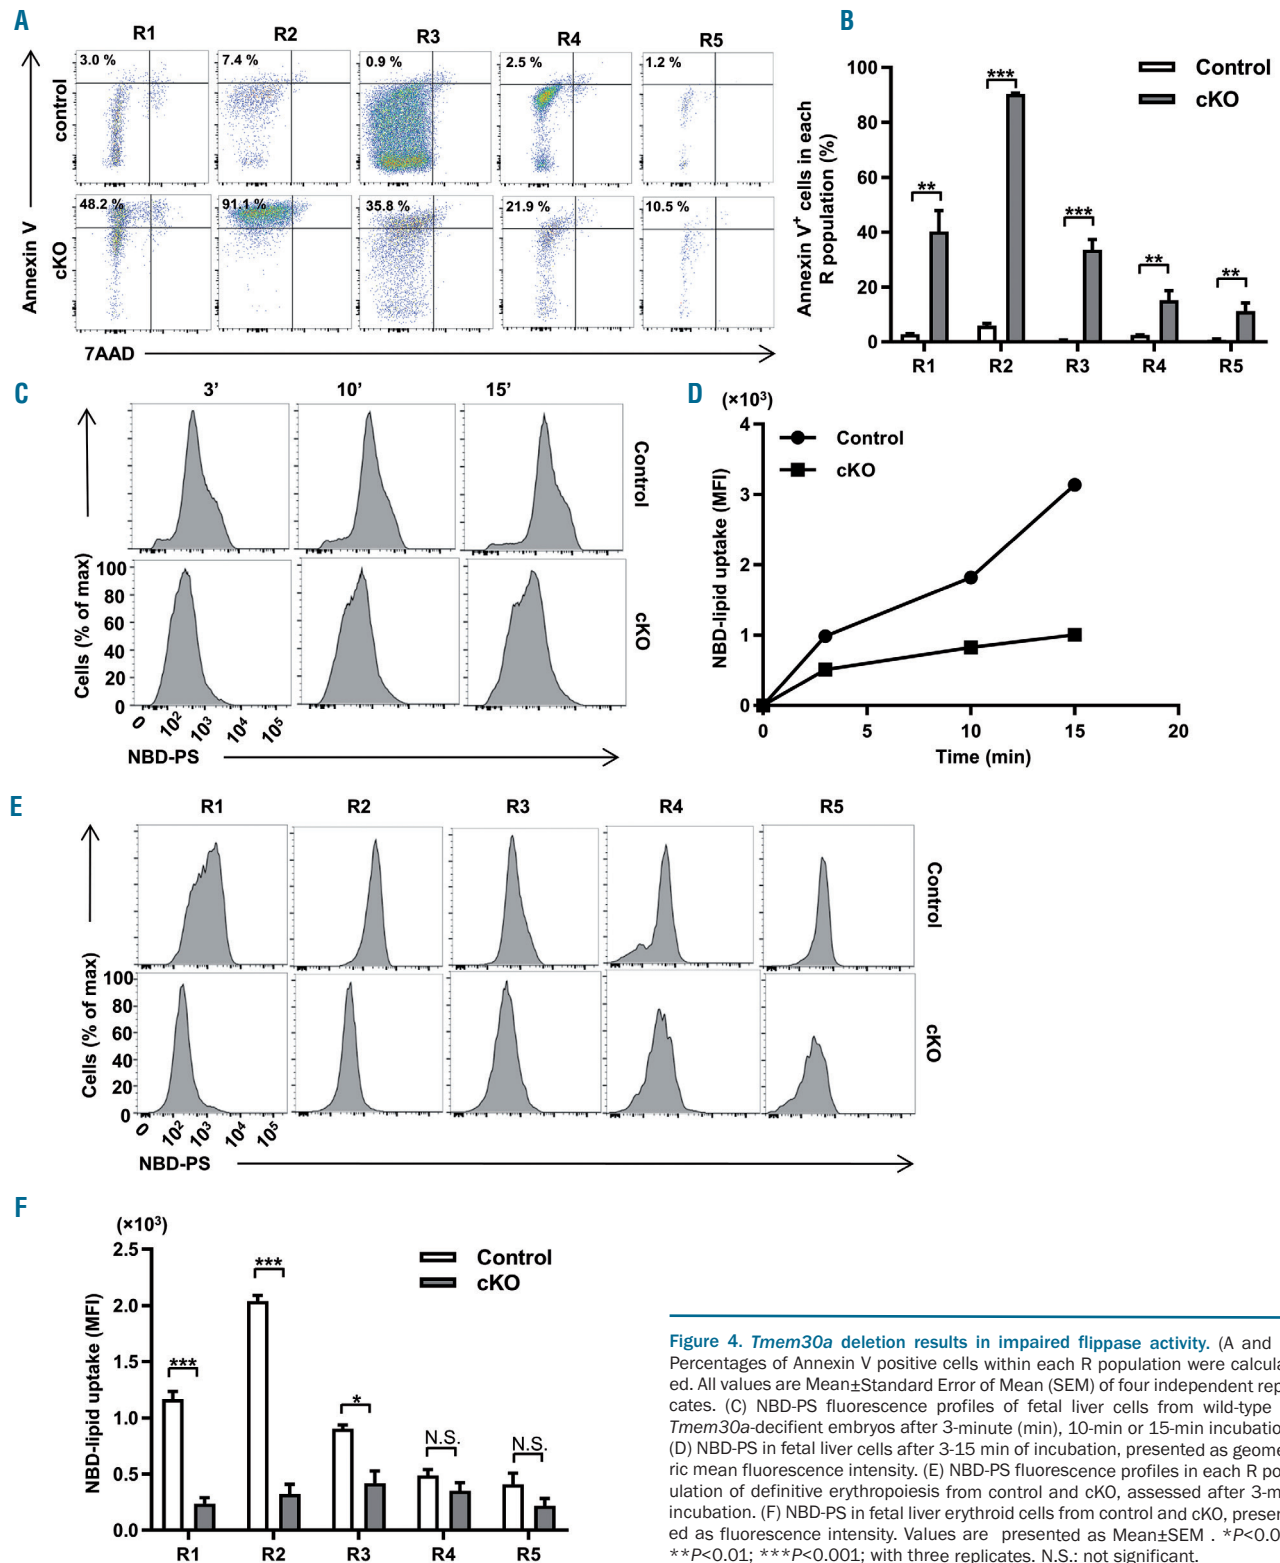 A
R1 R2 R3 R4 R5
3.0 % 7.4 % 0.9 % 2.5 % 1.2 %
control
48.2 % 91.1 % 35.8 % 21.9 % 10.5 %
cKO
Annexin V
7AAD
B
Annexin V+ cells in each
R population (%)
100
80
60
40
20
0
Control
cKO
** *** *** ** **
R1 R2 R3 R4 R5
C
3’ 10’ 15’
Control
cKO
Cells (% of max)
100
80
60
40
20
0
0 10² 10³ 10⁴ 10⁵
NBD-PS
D
(×10³)
NBD-lipid uptake (MFI)
4
3
2
1
0
Control
cKO
0 5 10 15 20
Time (min)
E
R1 R2 R3 R4 R5
Control
cKO
Cells (% of max)
100
80
60
40
20
0
0 10² 10³ 10⁴ 10⁵
NBD-PS
F
(×10³)
NBD-lipid uptake (MFI)
2.5
2.0
1.5
1.0
0.5
0.0
Control
cKO
*** *** * N.S. N.S.
R1 R2 R3 R4 R5
Figure 4. Tmem30a deletion results in impaired flippase activity. (A and
Percentages of Annexin V positive cells within each R population were calcula
ed. All values are Mean±Standard Error of Mean (SEM) of four independent rep
cates. (C) NBD-PS fluorescence profiles of fetal liver cells from wild-type
Tmem30a-decifient embryos after 3-minute (min), 10-min or 15-min incubatio
(D) NBD-PS in fetal liver cells after 3-15 min of incubation, presented as geome
ric mean fluorescence intensity. (E) NBD-PS fluorescence profiles in each R po
ulation of definitive erythropoiesis from control and cKO, assessed after 3-m
incubation. (F) NBD-PS in fetal liver erythroid cells from control and cKO, presen
ed as fluorescence intensity. Values are presented as Mean±SEM . *P<0.0
**P<0.01; ***P<0.001; with three replicates. N.S.: not significant.